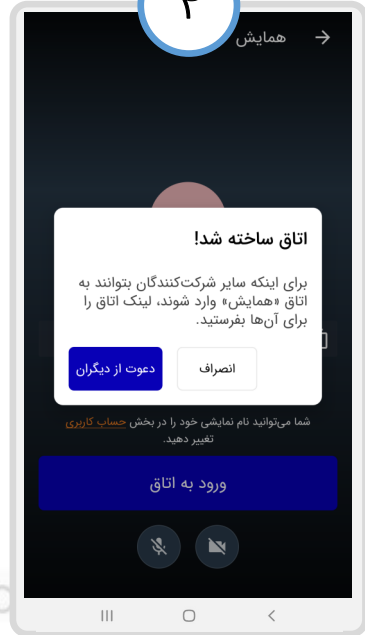 همایش
اتاق ساخته شد!
برای اینکه سایر شرکت‌کنندگان بتوانند به
اتاق «همایش» وارد شوند، لینک اتاق را
برای آن‌ها بفرستید.
انصراف
دعوت از دیگران
شما می‌توانید نام نمایشی خود را در بخش حساب کاربری
تغییر دهید.
ورود به اتاق